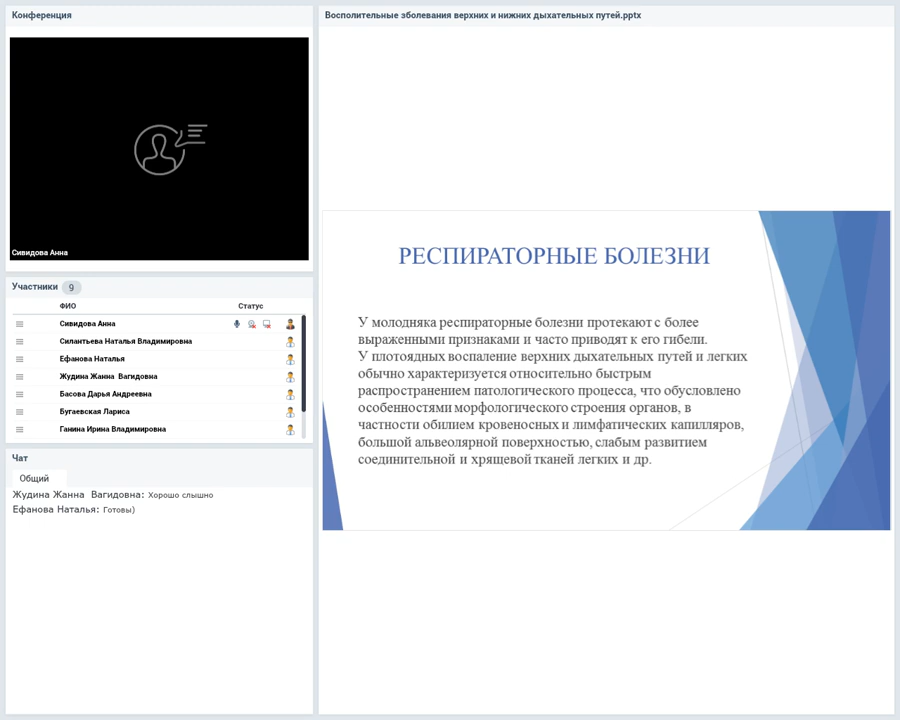 Конференция
Сивидова Анна
Участники 9
ФИО Статус
Сивидова Анна
Силантьева Наталья Владимировна
Ефанова Наталья
Жудина Жанна Вагидовна
Басова Дарья Андреевна
Бугаевская Лариса
Ганина Ирина Владимировна
Чат
Общий
Жудина Жанна Вагидовна: Хорошо слышно
Ефанова Наталья: Готовы)
Восполительные зболевания верхних и нижних дыхательных путей.pptx
РЕСПИРАТОРНЫЕ БОЛЕЗНИ
У молодняка респираторные болезни протекают с более
выраженными признаками и часто приводят к его гибели.
У плотоядных воспаление верхних дыхательных путей и легких
обычно характеризуется относительно быстрым
распространением патологического процесса, что обусловлено
особенностями морфологического строения органов, в
частности обилием кровеносных и лимфатических капилляров,
большой альвеолярной поверхностью, слабым развитием
соединительной и хрящевой тканей легких и др.